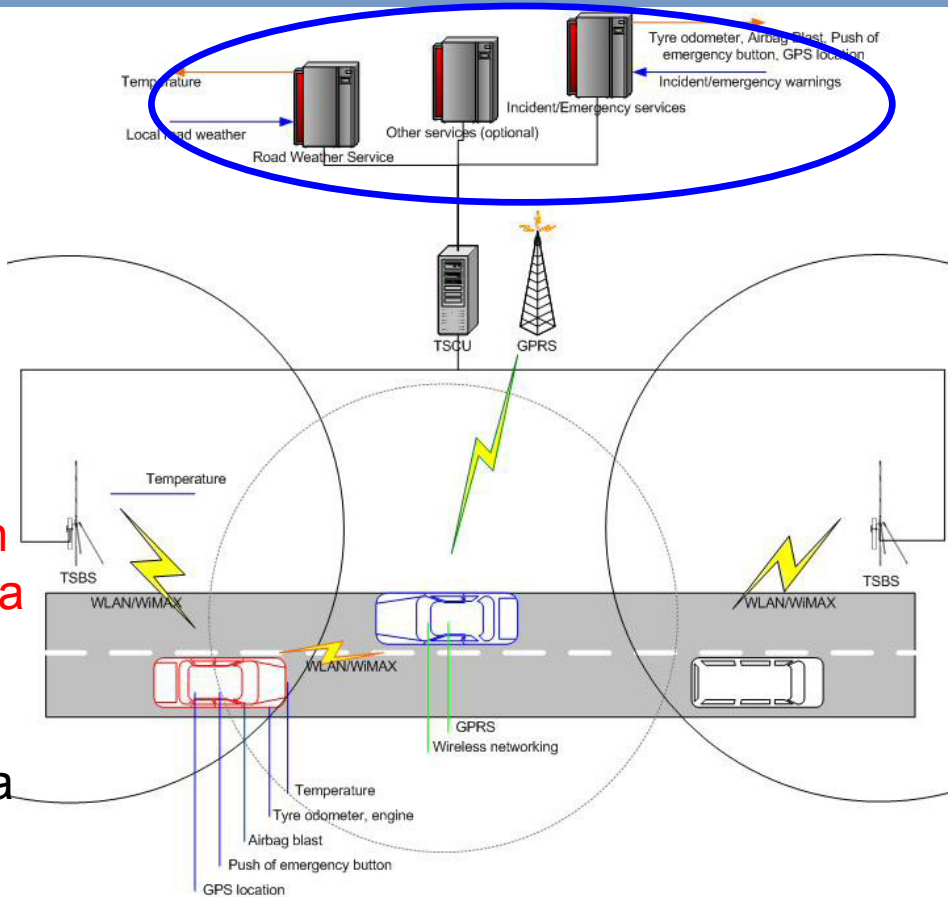 Tyre odometer, Airbag Blast, Push of
emergency button, GPS location
Temperature
Incident/emergency warnings
Incident/Emergency services
Local road weather
Other services (optional)
Road Weather Service
TSCU
GPRS
Temperature
n
a
TSBS
TSBS
WLAN/WiMAX
WLAN/WiMAX
WLAN/WiMAX
GPRS
Wireless networking
a
Temperature
Tyre odometer, engine
Airbag blast
Push of emergency button
GPS location